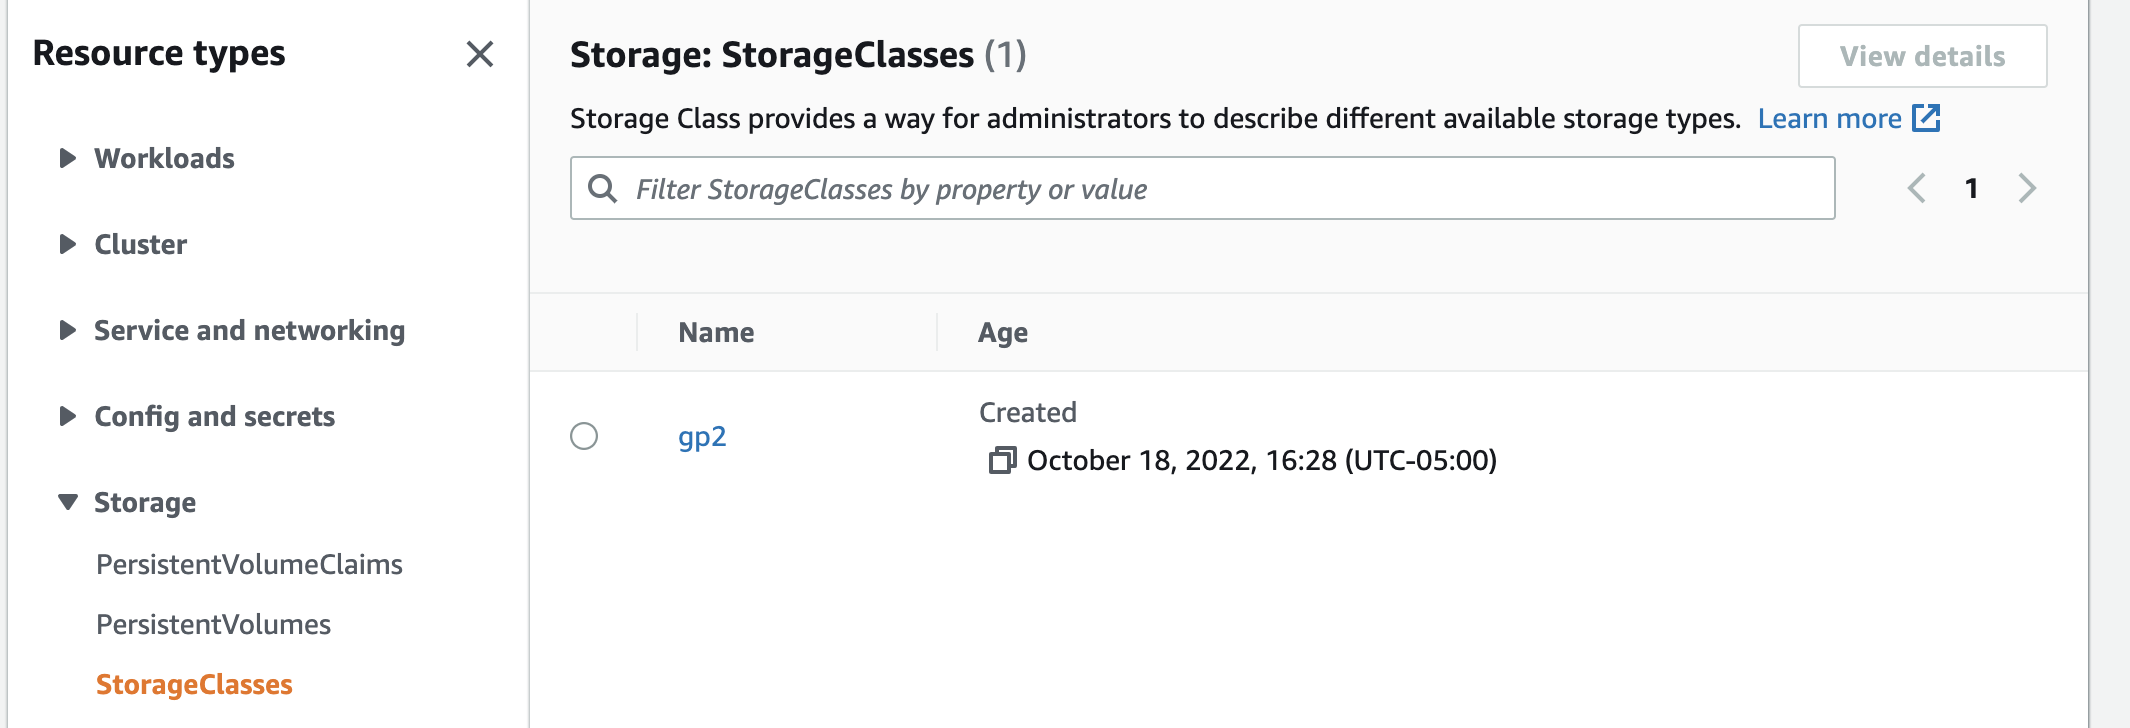 Resource types
Workloads
Cluster
Service and networking
Config and secrets
Storage
PersistentVolumeClaims
PersistentVolumes
StorageClasses
Storage: StorageClasses (1)
View details
Storage Class provides a way for administrators to describe different available storage types. Learn more
Filter StorageClasses by property or value
1
Name Age
gp2
Created
October 18, 2022, 16:28 (UTC-05:00)